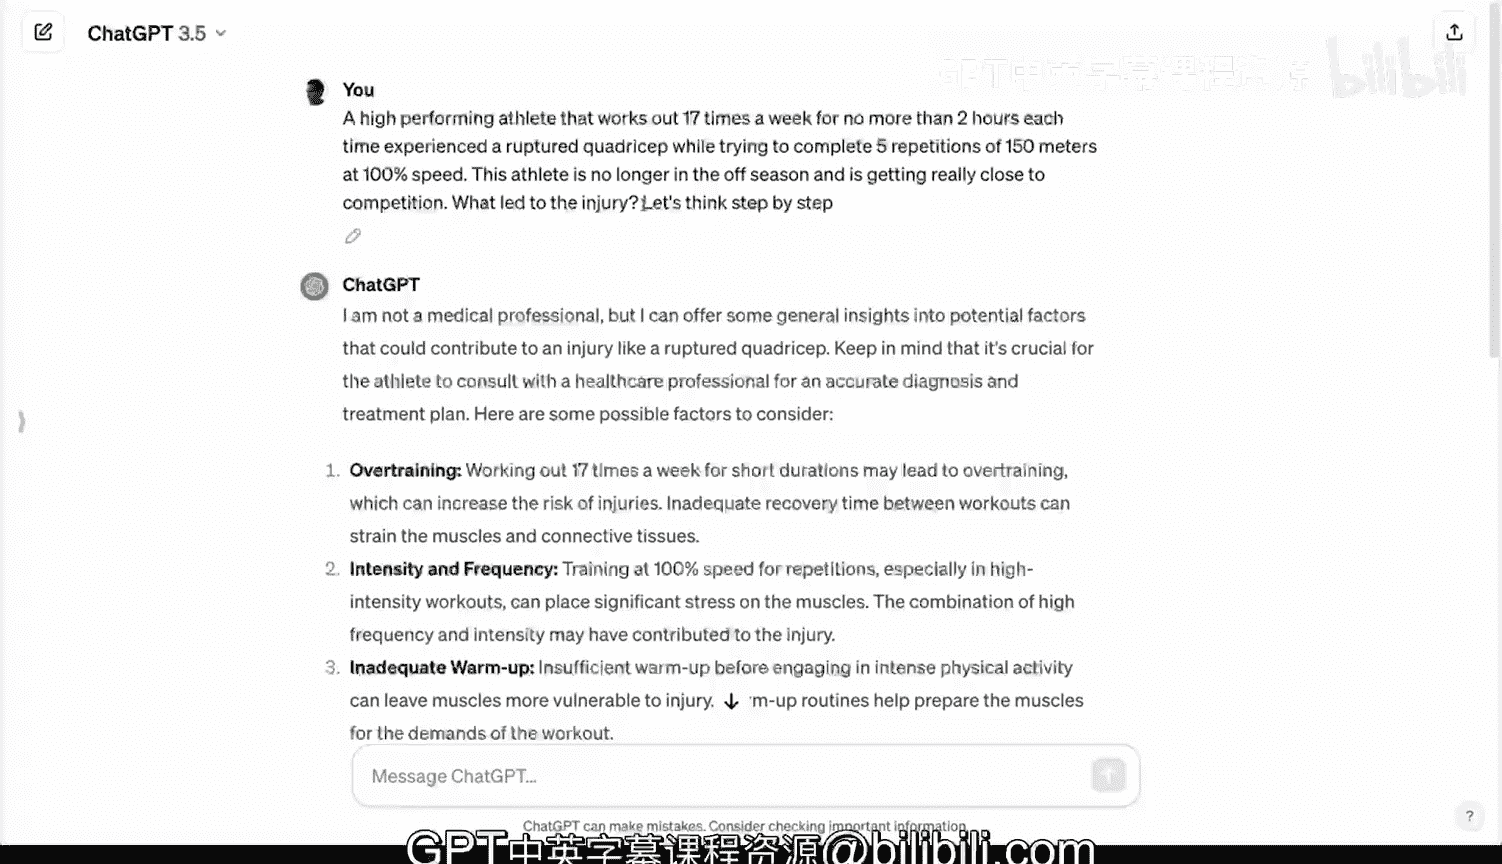 ChatGPT 3.5
GPT中英字幕课程资源 bilibili
You
A high performing athlete that works out 17 times a week for no more than 2 hours each
time experienced a ruptured quadricep while trying to complete 5 repetitions of 150 meters
at 100% speed. This athlete is no longer in the off season and is getting really close to
competition. What led to the injury? Let's think step by step
ChatGPT
I am not a medical professional, but I can offer some general insights into potential factors
that could contribute to an injury like a ruptured quadricep. Keep in mind that it's crucial for
the athlete to consult with a healthcare professional for an accurate diagnosis and
treatment plan. Here are some possible factors to consider:
1. Overtraining: Working out 17 times a week for short durations may lead to overtraining,
which can increase the risk of injuries. Inadequate recovery time between workouts can
strain the muscles and connective tissues.
2. Intensity and Frequency: Training at 100% speed for repetitions, especially in high-
intensity workouts, can place significant stress on the muscles. The combination of high
frequency and intensity may have contributed to the injury.
3. Inadequate Warm-up: Insufficient warm-up before engaging in intense physical activity
can leave muscles more vulnerable to injury. m-up routines help prepare the muscles
for the demands of the workout.
Message ChatGPT...
?
ChatGPT can make mistakes. Consider checking important information.
GPT中英字幕课程资源@bilibili.com